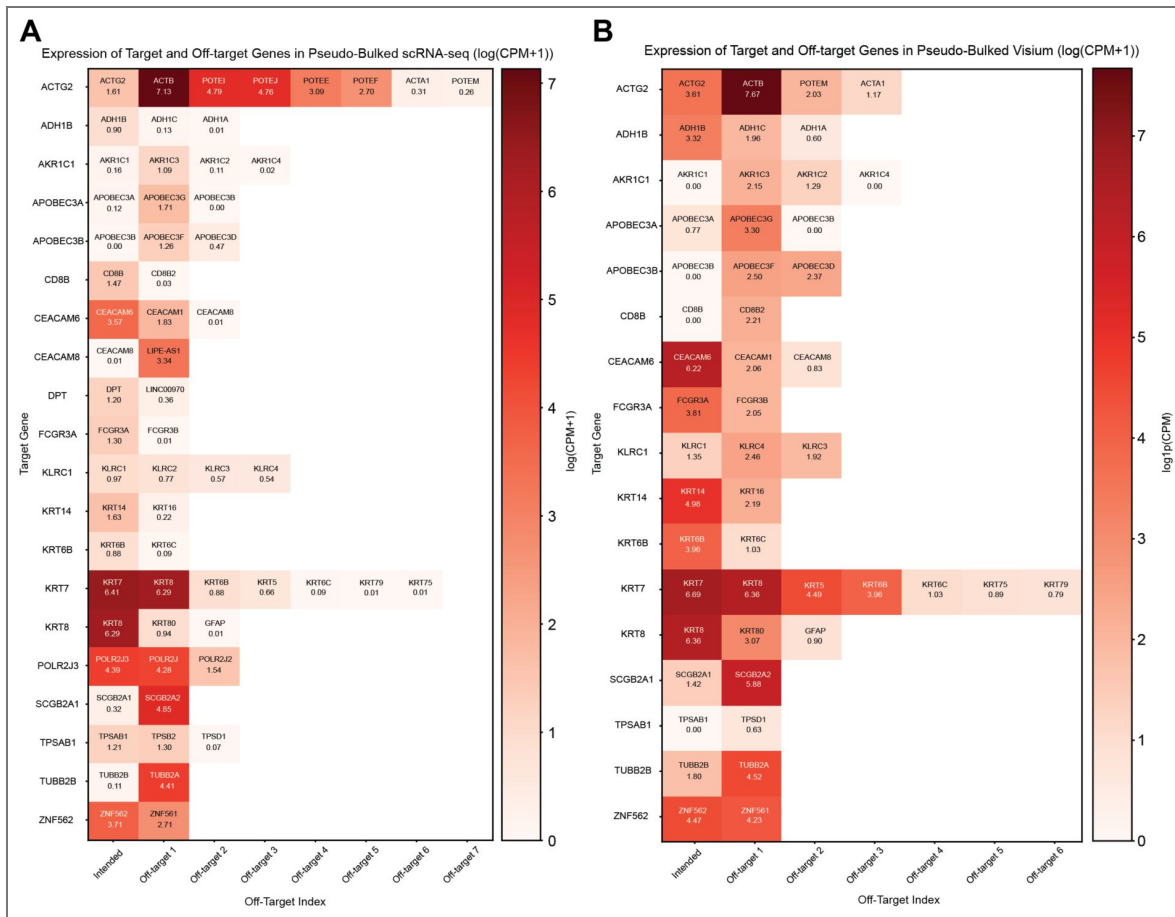 A
Expression of Target and Off-target Genes in Pseudo-Bulked scRNA-seq (log(CPM+1))
Target Gene
ACTG2
ACTG2 ACTB POTEI POTEJ POTEE POTEF ACTA1 POTEM
1.61 7.13 4.79 4.76 3.09 2.70 0.31 0.26
ADH1B
ADH1B ADH1C ADH1A
0.90 0.13 0.01
AKR1C1
AKR1C1 AKR1C3 AKR1C2 AKR1C4
0.16 1.09 0.11 0.02
APOBEC3A
APOBEC3A APOBEC3G APOBEC3B
0.12 1.71 0.00
APOBEC3B
APOBEC3B APOBEC3F APOBEC3D
0.00 1.26 0.47
CD8B
CD8B CD8B2
1.47 0.03
CEACAM6
CEACAM6 CEACAM1 CEACAM8
3.57 1.83 0.01
CEACAM8
CEACAM8 LIPE-AS1
0.01 3.34
DPT
DPT LINC00970
1.20 0.36
FCGR3A
FCGR3A FCGR3B
1.30 0.01
KLRC1
KLRC1 KLRC2 KLRC3 KLRC4
0.97 0.77 0.57 0.54
KRT14
KRT14 KRT16
1.63 0.22
KRT6B
KRT6B KRT6C
0.88 0.09
KRT7
KRT7 KRT8 KRT6B KRT5 KRT6C KRT79 KRT75
6.41 6.29 0.88 0.66 0.09 0.01 0.01
KRT8
KRT8 KRT80 GFAP
6.29 0.94 0.01
POLR2J3
POLR2J3 POLR2J POLR2J2
4.39 4.28 1.54
SCGB2A1
SCGB2A1 SCGB2A2
0.32 4.85
TPSAB1
TPSAB1 TPSB2 TPSD1
1.21 1.30 0.07
TUBB2B
TUBB2B TUBB2A
0.11 4.41
ZNF562
ZNF562 ZNF561
3.71 2.71
Intended Off-target 1 Off-target 2 Off-target 3 Off-target 4 Off-target 5 Off-target 6 Off-target 7
Off-Target Index
7
6
5
4
3
2
1
0
log(CPM+1)
B
Expression of Target and Off-target Genes in Pseudo-Bulked Visium (log(CPM+1))
Target Gene
ACTG2
ACTG2 ACTB POTEM ACTA1
3.61 7.67 2.03 1.17
ADH1B
ADH1B ADH1C ADH1A
3.32 1.96 0.60
AKR1C1
AKR1C1 AKR1C3 AKR1C2 AKR1C4
0.00 2.15 1.29 0.00
APOBEC3A
APOBEC3A APOBEC3G APOBEC3B
0.77 3.30 0.00
APOBEC3B
APOBEC3B APOBEC3F APOBEC3D
0.00 2.50 2.37
CD8B
CD8B CD8B2
0.00 2.21
CEACAM6
CEACAM6 CEACAM1 CEACAM8
6.22 2.06 0.83
FCGR3A
FCGR3A FCGR3B
3.81 2.05
KLRC1
KLRC1 KLRC4 KLRC3
1.35 2.46 1.92
KRT14
KRT14 KRT16
4.98 2.19
KRT6B
KRT6B KRT6C
3.96 1.03
KRT7
KRT7 KRT8 KRT5 KRT6B KRT6C KRT75 KRT79
6.69 6.36 4.49 3.96 1.03 0.89 0.79
KRT8
KRT8 KRT80 GFAP
6.36 3.07 0.90
SCGB2A1
SCGB2A1 SCGB2A2
1.42 5.88
TPSAB1
TPSAB1 TPSD1
0.00 0.63
TUBB2B
TUBB2B TUBB2A
1.80 4.52
ZNF562
ZNF562 ZNF561
4.47 4.23
Intended Off-target 1 Off-target 2 Off-target 3 Off-target 4 Off-target 5 Off-target 6
Off-Target Index
7
6
5
4
3
2
1
0
log1p(CPM)